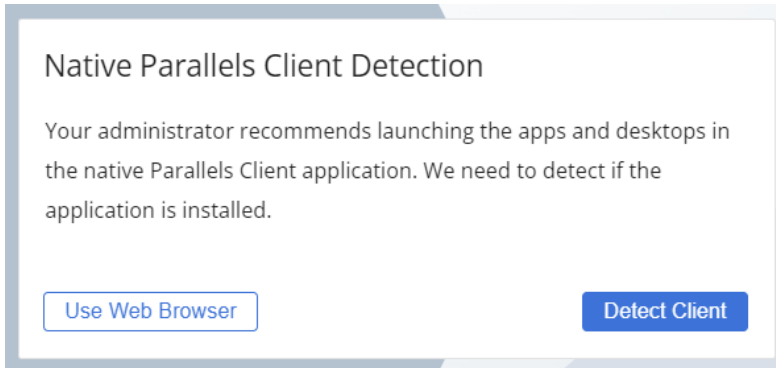 Native Parallels Client Detection
Your administrator recommends launching the apps and desktops in
the native Parallels Client application. We need to detect if the
application is installed.
Use Web Browser
Detect Client